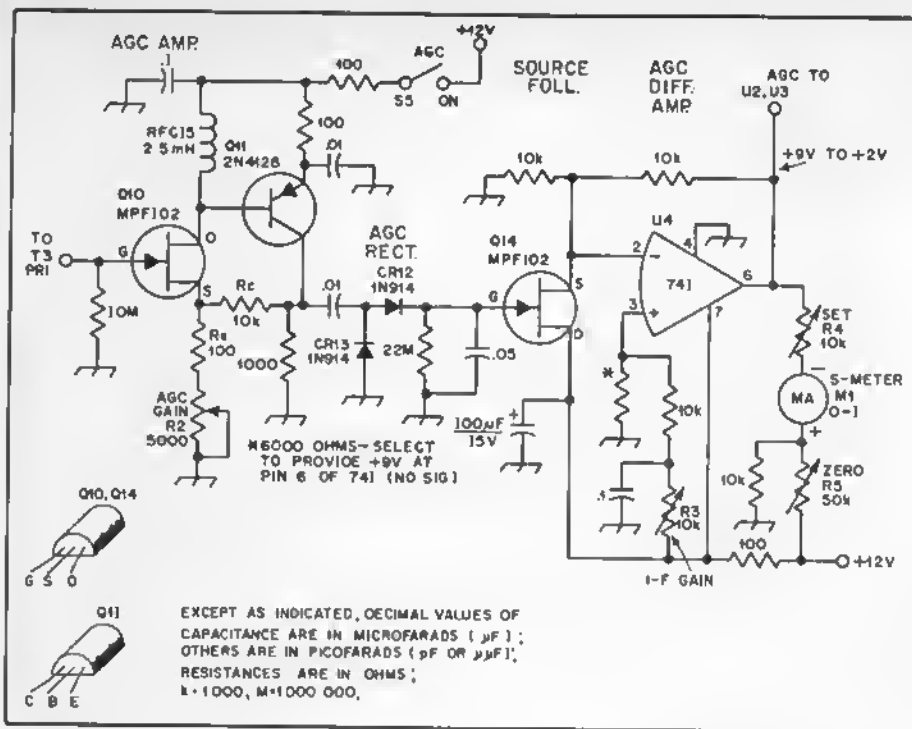 AGC AMP.
.1
100
AGC
S5
ON
+12V
SOURCE
FOLL.
AGC
DIFF.
AMP.
AGC TO
U2, U3
+9V TO +2V
RFC15
2.5mH
Q11
2N4126
100
.01
10k
10k
Q10
MPF102
TO
T3
PRI
G
D
S
10M
Rc
10k
Rs
100
1000
.01
AGC
RECT.
CR12
1N914
CR13
1N914
22M
.05
Q14
MPF102
G
S
D
U4
741
2
-
3
+
4
6
7
SET
R4
10k
-
MA
S-METER
M1
0-1
+
10k
ZERO
R5
50k
AGC
GAIN
R2
5000
100µF
15V
+
*
10k
.1
R3
10k
I-F GAIN
100
+12V
*6000 OHMS-SELECT
TO PROVIDE +9V AT
PIN 6 OF 741 (NO SIG)
Q10, Q14
G S D
Q11
C B E
EXCEPT AS INDICATED, DECIMAL VALUES OF
CAPACITANCE ARE IN MICROFARADS ( µF ) ;
OTHERS ARE IN PICOFARADS ( pF OR µµF);
RESISTANCES ARE IN OHMS;
k=1000, M=1000 000.